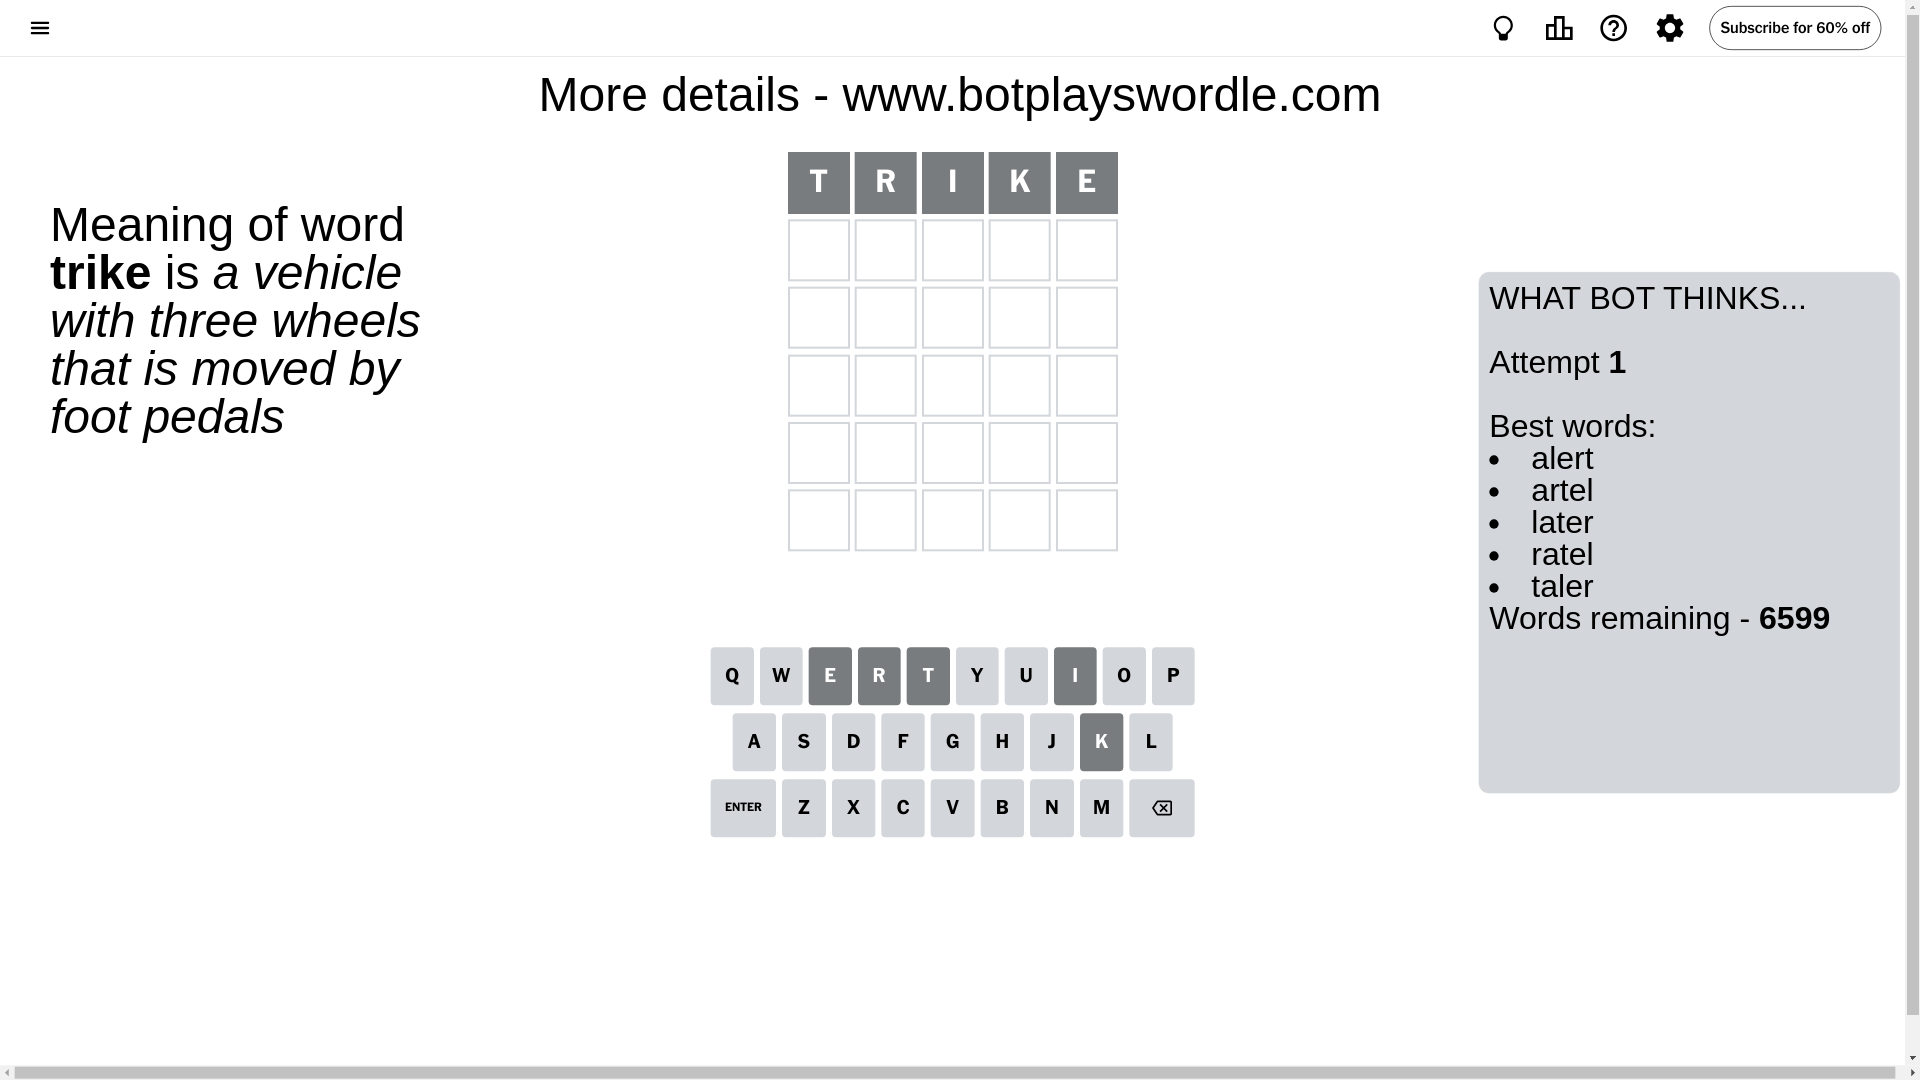 Subscribe for 60% off
More details - www.botplayswordle.com
Meaning of word
trike is a vehicle
with three wheels
that is moved by
foot pedals
T R I K E
WHAT BOT THINKS...
Attempt 1
Best words:
• alert
• artel
• later
• ratel
• taler
Words remaining - 6599
Q W E R T Y U I O P
A S D F G H J K L
ENTER Z X C V B N M